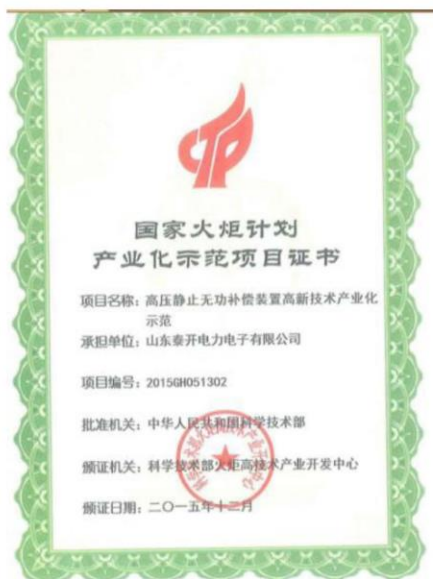 国家火炬计划
产业化示范项目证书
项目名称：高压静止无功补偿装置高新技术产业化
示范
承担单位：山东泰开电力电子有限公司
项目编号：2015GH051302
批准机关：中华人民共和国科学技术部
颁证机关：科学技术部火炬高技术产业开发中心
颁证日期：二〇一五年十二月